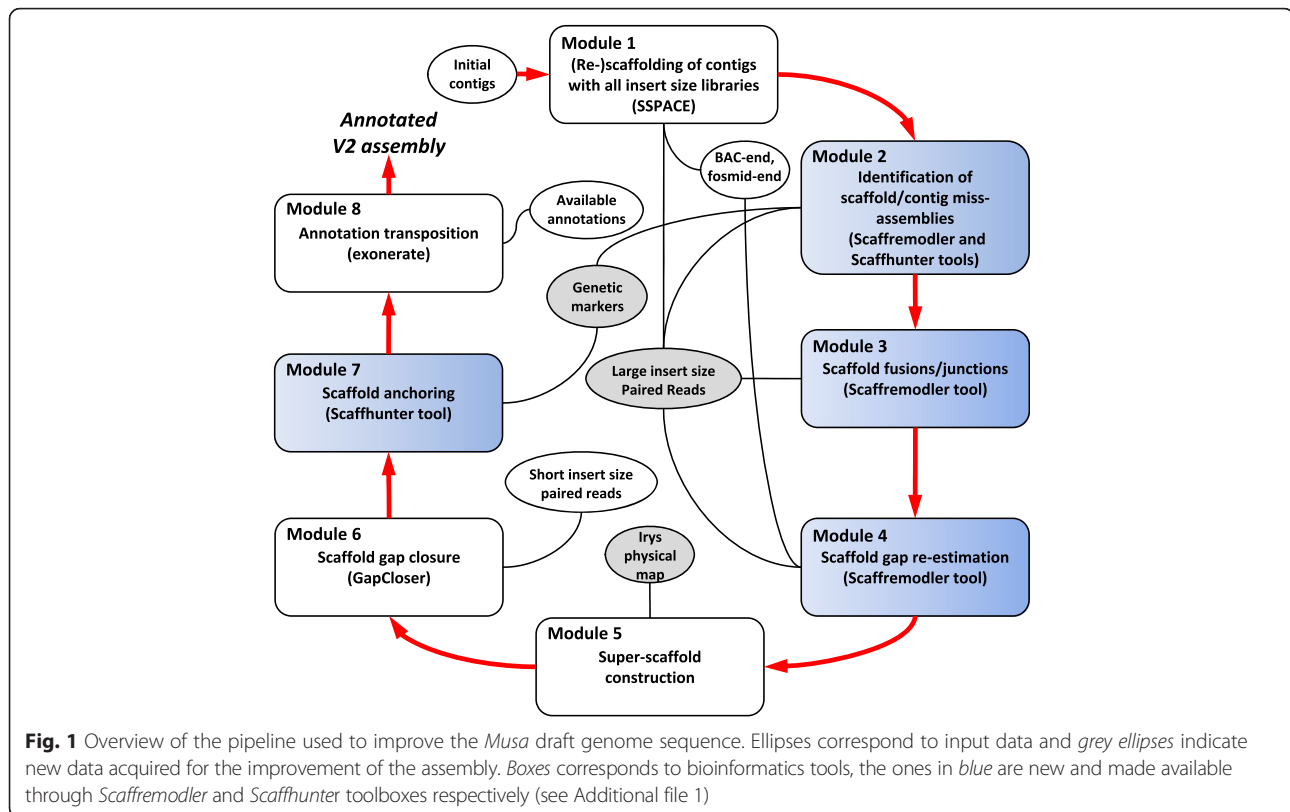 Module 1
(Re-)scaffolding of contigs
with all insert size libraries
(SSPACE)
Initial
contigs
Annotated
V2 assembly
BAC-end,
fosmid-end
Module 2
Identification of
scaffold/contig miss-
assemblies
(Scaffremodler and
Scaffhunter tools)
Module 8
Annotation transposition
(exonerate)
Available
annotations
Genetic
markers
Module 3
Scaffold fusions/junctions
(Scaffremodler tool)
Large insert size
Paired Reads
Module 7
Scaffold anchoring
(Scaffhunter tool)
Short insert size
paired reads
Module 6
Scaffold gap closure
(GapCloser)
Irys
physical
map
Module 4
Scaffold gap re-estimation
(Scaffremodler tool)
Module 5
Super-scaffold
construction
Fig. 1 Overview of the pipeline used to improve the Musa draft genome sequence. Ellipses correspond to input data and grey ellipses indicate
new data acquired for the improvement of the assembly. Boxes corresponds to bioinformatics tools, the ones in blue are new and made available
through Scaffremodler and Scaffhunter toolboxes respectively (see Additional file 1)